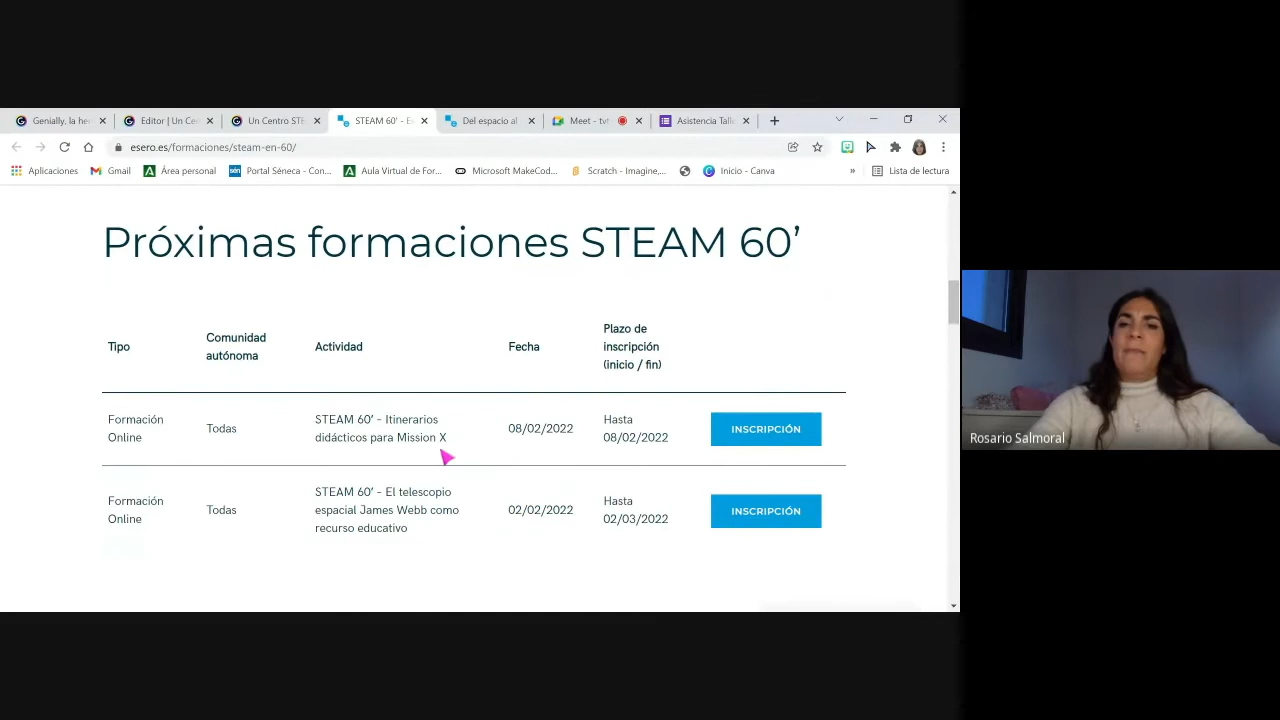 Genially, la he
Editor | Un Ce
Un Centro STE
STEAM 60' - E
Del espacio al
Meet - tvt
Asistencia Tall
esero.es/formaciones/steam-en-60/
Aplicaciones
Gmail
Área personal
Portal Séneca - Con...
Aula Virtual de For...
Microsoft MakeCod...
Scratch - Imagine,...
Inicio - Canva
»
Lista de lectura
Próximas formaciones STEAM 60’
Tipo
Comunidad
autónoma
Actividad
Fecha
Plazo de
inscripción
(inicio / fin)
Formación
Online
Todas
STEAM 60’ – Itinerarios
didácticos para Mission X
08/02/2022
Hasta
08/02/2022
INSCRIPCIÓN
Formación
Online
Todas
STEAM 60’ – El telescopio
espacial James Webb como
recurso educativo
02/02/2022
Hasta
02/03/2022
INSCRIPCIÓN
Rosario Salmoral